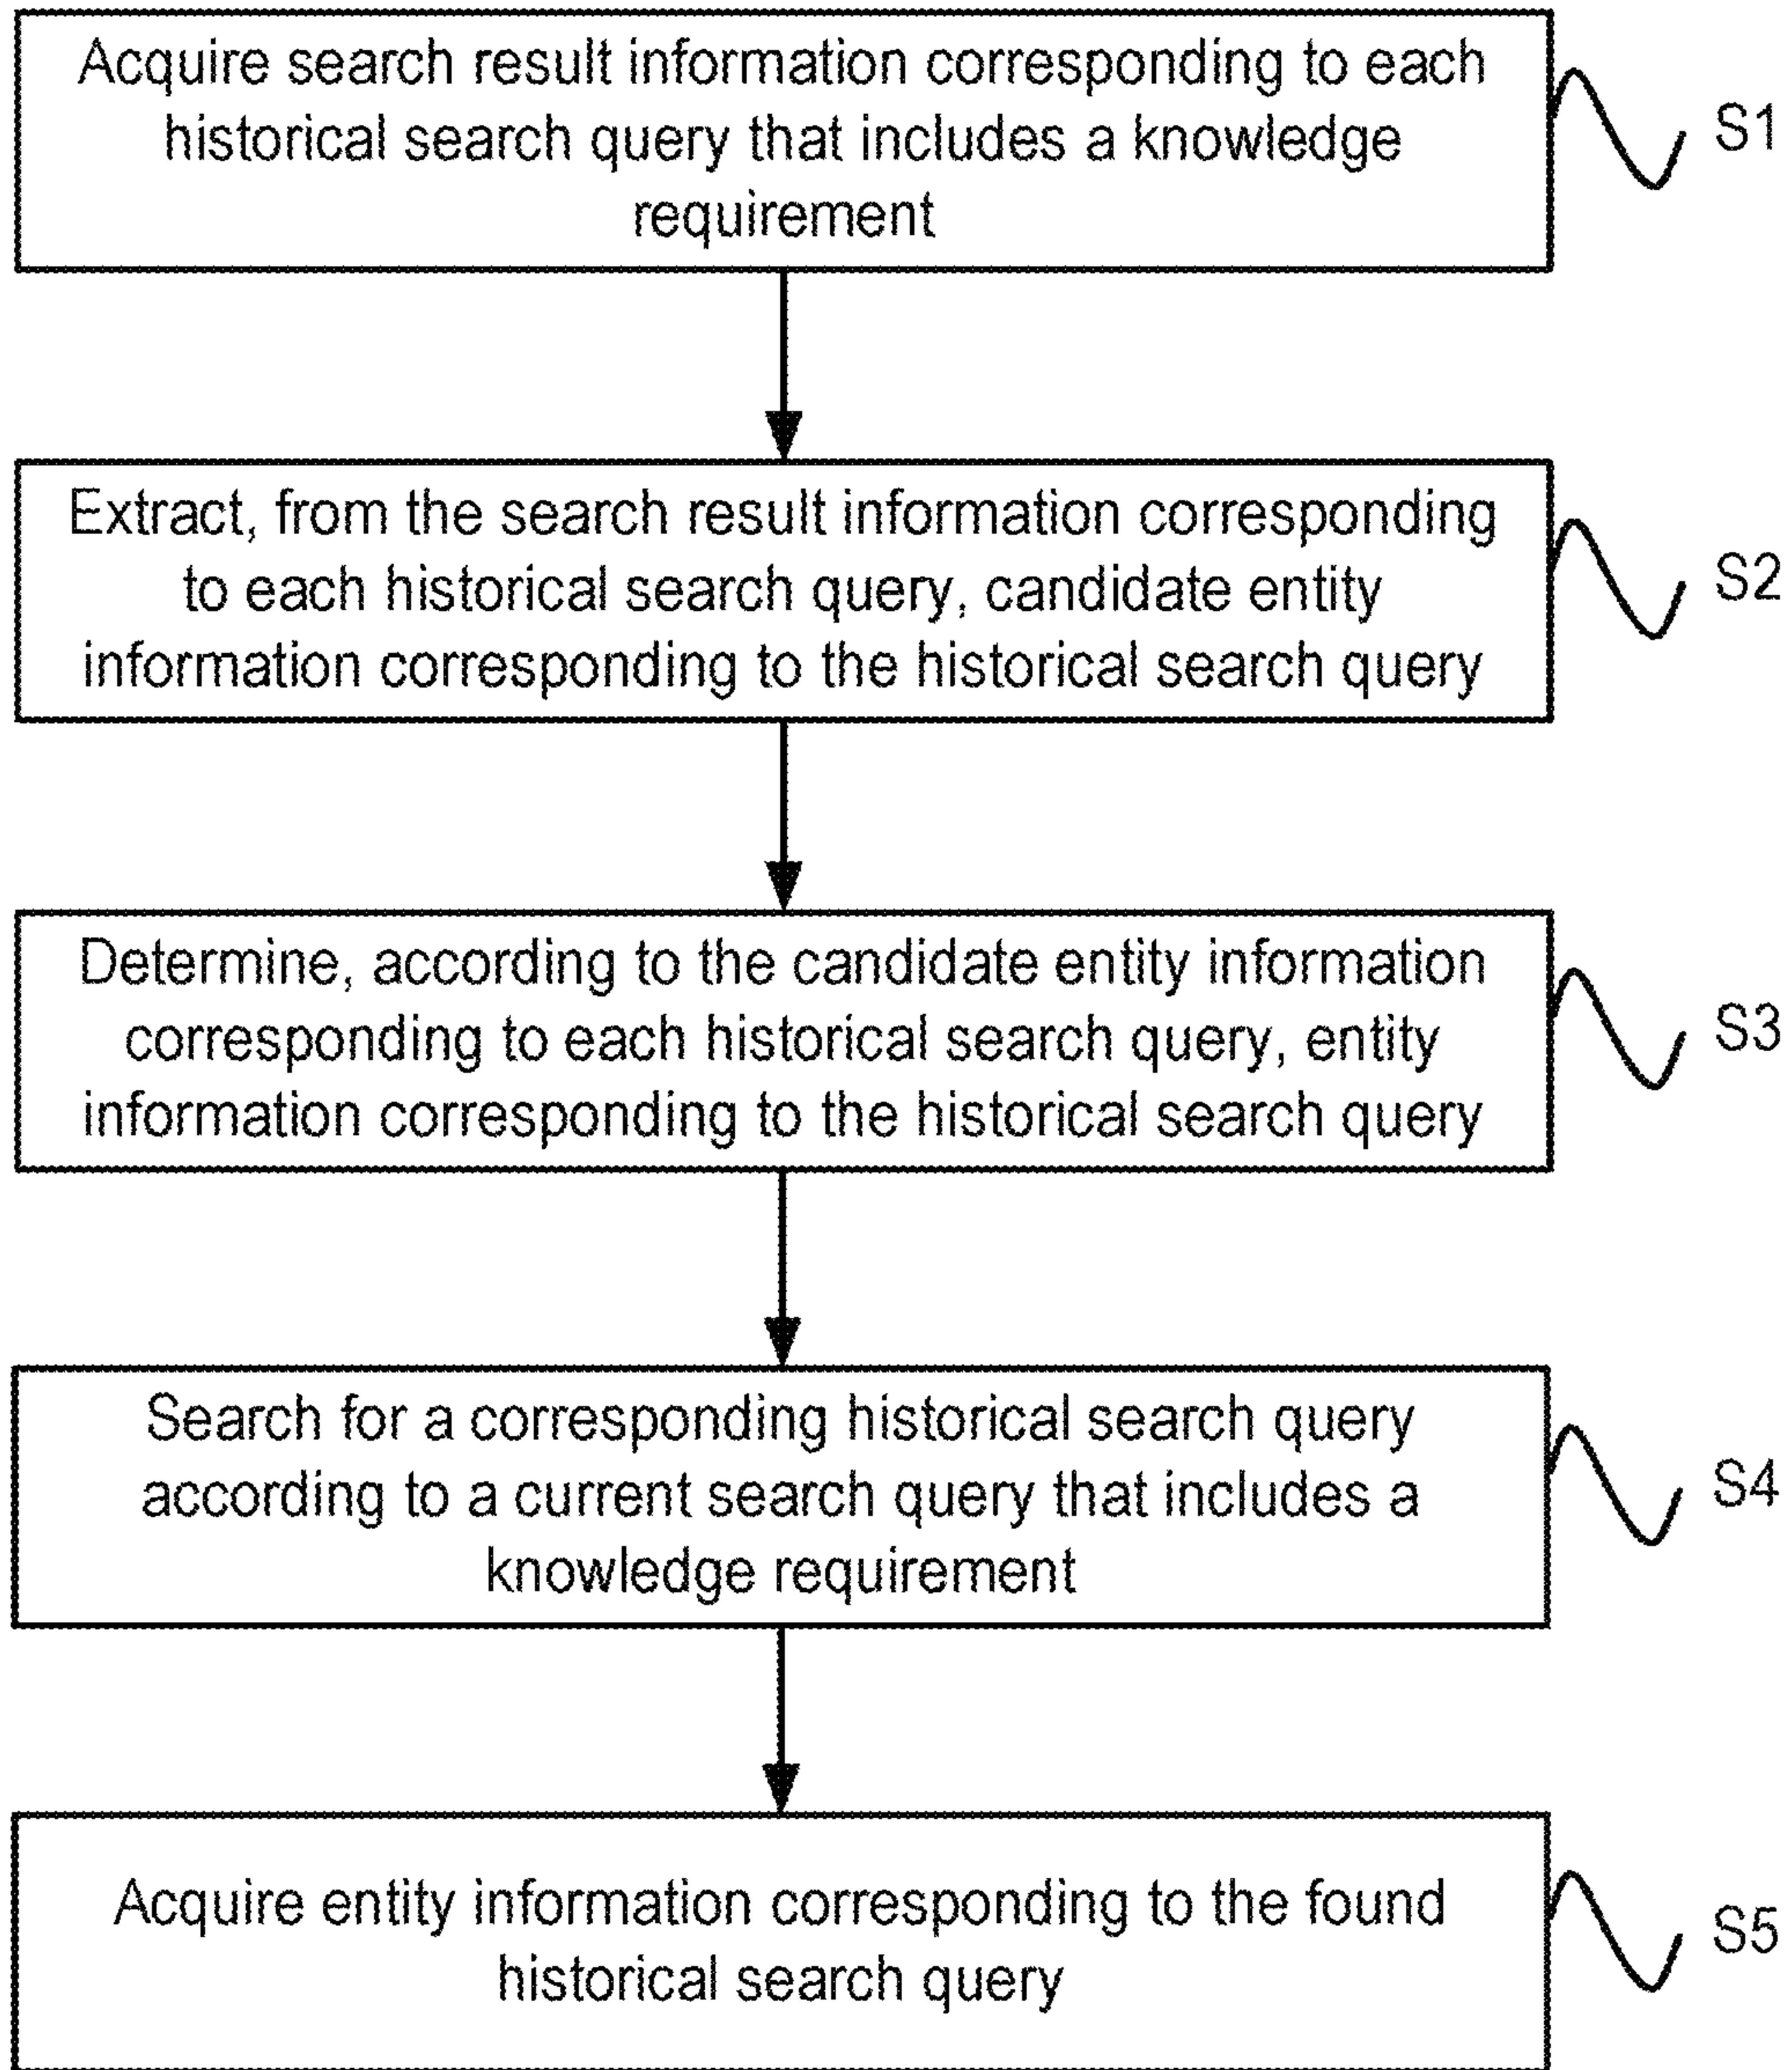 Acquire search result information corresponding to each
historical search query that includes a knowledge
requirement
S1
Extract, from the search result information corresponding
to each historical search query, candidate entity
information corresponding to the historical search query
S2
Determine, according to the candidate entity information
corresponding to each historical search query, entity
information corresponding to the historical search query
S3
Search for a corresponding historical search query
according to a current search query that includes a
knowledge requirement
S4
Acquire entity information corresponding to the found
historical search query
S5